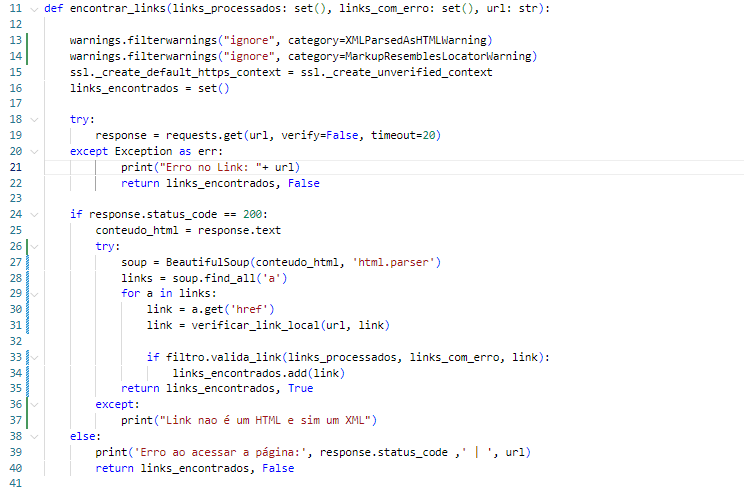 11 def encontrar_links(links_processados: set(), links_com_erro: set(), url: str):
12
13     warnings.filterwarnings("ignore", category=XMLParsedAsHTMLWarning)
14     warnings.filterwarnings("ignore", category=MarkupResemblesLocatorWarning)
15     ssl._create_default_https_context = ssl._create_unverified_context
16     links_encontrados = set()
17
18     try:
19         response = requests.get(url, verify=False, timeout=20)
20     except Exception as err:
21             print("Erro no Link: "+ url)
22             return links_encontrados, False
23
24     if response.status_code == 200:
25         conteudo_html = response.text
26         try:
27             soup = BeautifulSoup(conteudo_html, 'html.parser')
28             links = soup.find_all('a')
29             for a in links:
30                 link = a.get('href')
31                 link = verificar_link_local(url, link)
32
33                 if filtro.valida_link(links_processados, links_com_erro, link):
34                     links_encontrados.add(link)
35             return links_encontrados, True
36         except:
37             print("Link nao é um HTML e sim um XML")
38     else:
39         print('Erro ao acessar a página:', response.status_code ,' | ', url)
40         return links_encontrados, False
41